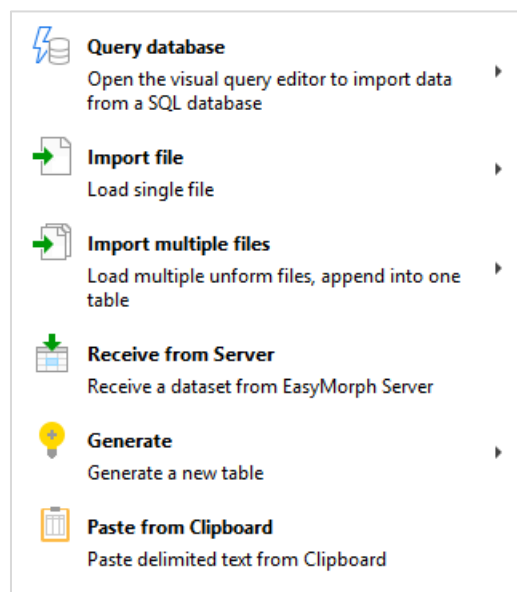 Query database
Open the visual query editor to import data
from a SQL database
Import file
Load single file
Import multiple files
Load multiple unform files, append into one
table
Receive from Server
Receive a dataset from EasyMorph Server
Generate
Generate a new table
Paste from Clipboard
Paste delimited text from Clipboard